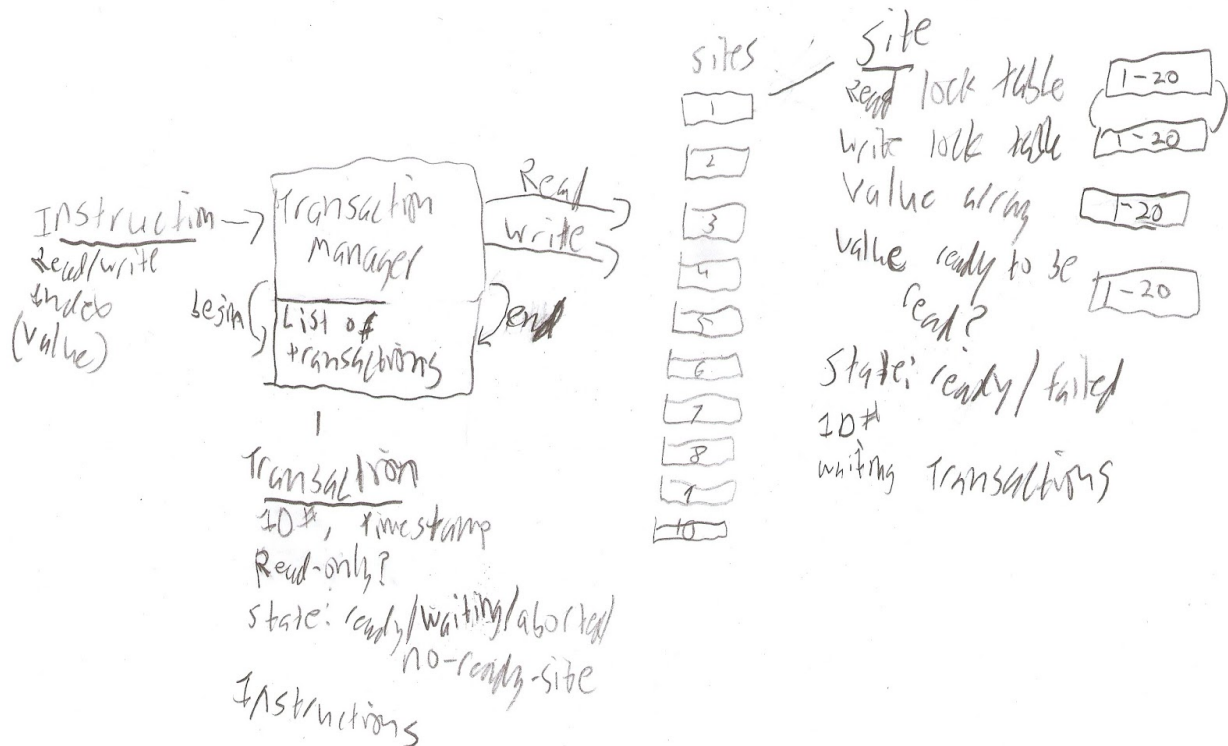 Instruction
Read/write
Index
(value)
Transaction
manager
begin
List of
transactions
end
Read
write
Transaction
ID#, timestamp
Read-only?
state: ready/waiting/aborted/
no-ready-site
Instructions
sites
1
2
3
4
5
6
7
8
9
10
site
Read lock table
1-20
write lock table
1-20
value array
1-20
value ready to be
read?
1-20
state: ready/failed
ID#
waiting transactions